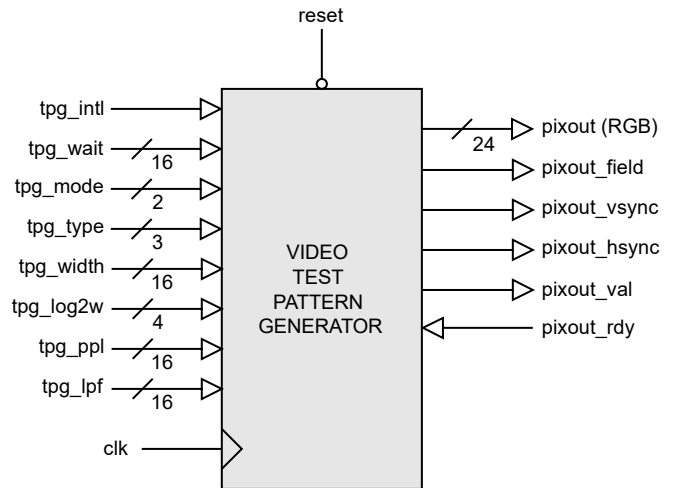 reset
tpg_intl
tpg_wait
16
tpg_mode
2
tpg_type
3
tpg_width
16
tpg_log2w
4
tpg_ppl
16
tpg_lpf
16
clk
VIDEO
TEST
PATTERN
GENERATOR
pixout (RGB)
24
pixout_field
pixout_vsync
pixout_hsync
pixout_val
pixout_rdy